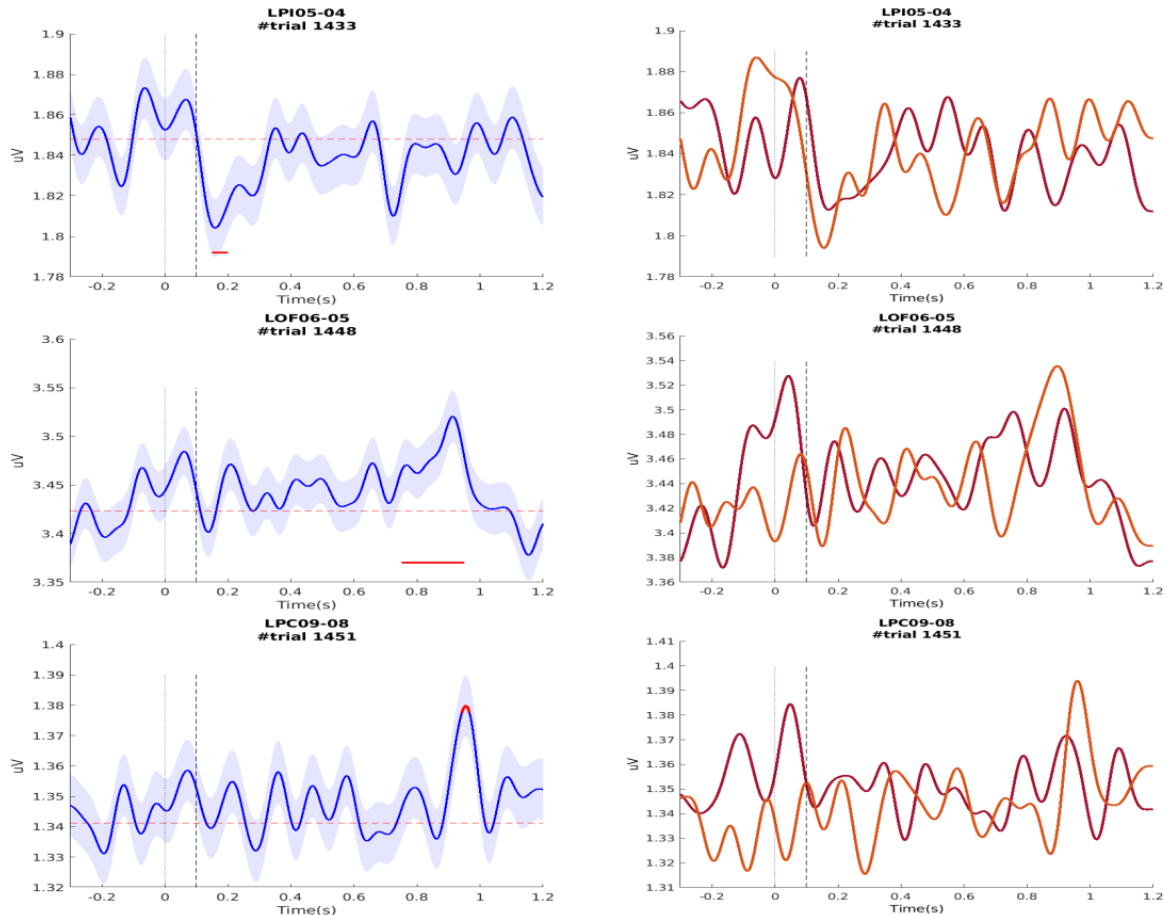 LPI05-04
#trial 1433
1.9
1.88
1.86
1.84
1.82
1.8
1.78
uV
-0.2 0 0.2 0.4 0.6 0.8 1 1.2
Time(s)
LPI05-04
#trial 1433
1.9
1.88
1.86
1.84
1.82
1.8
1.78
uV
-0.2 0 0.2 0.4 0.6 0.8 1 1.2
Time(s)
LOF06-05
#trial 1448
3.6
3.55
3.5
3.45
3.4
3.35
uV
-0.2 0 0.2 0.4 0.6 0.8 1 1.2
Time(s)
LOF06-05
#trial 1448
3.56
3.54
3.52
3.5
3.48
3.46
3.44
3.42
3.4
3.38
3.36
uV
-0.2 0 0.2 0.4 0.6 0.8 1 1.2
Time(s)
LPC09-08
#trial 1451
1.4
1.39
1.38
1.37
1.36
1.35
1.34
1.33
1.32
uV
-0.2 0 0.2 0.4 0.6 0.8 1 1.2
Time(s)
LPC09-08
#trial 1451
1.41
1.4
1.39
1.38
1.37
1.36
1.35
1.34
1.33
1.32
1.31
uV
-0.2 0 0.2 0.4 0.6 0.8 1 1.2
Time(s)